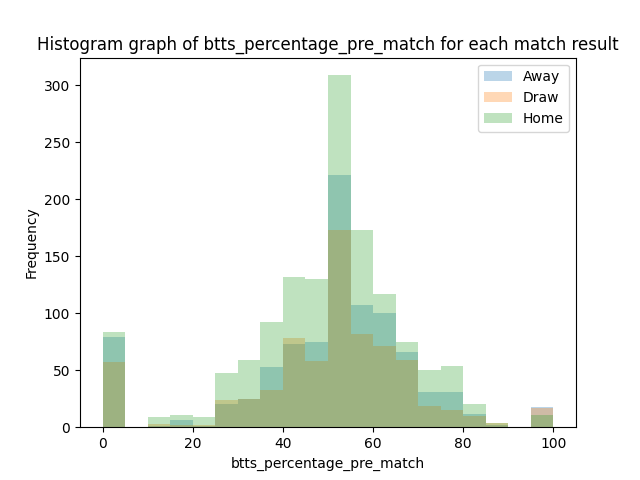 Histogram graph of btts_percentage_pre_match for each match result
Away
Draw
Home
300
250
200
150
100
50
0
Frequency
0 20 40 60 80 100
btts_percentage_pre_match